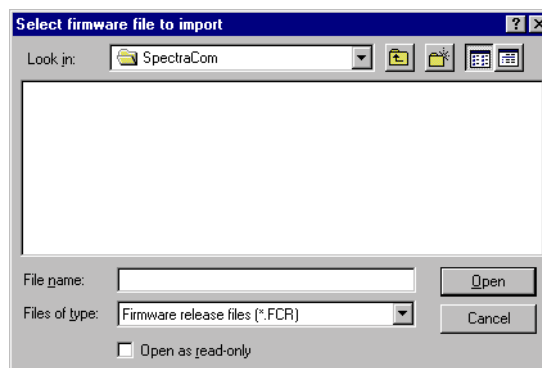 Select firmware file to import
Look in: SpectraCom
File name: Open
Files of type: Firmware release files (*.FCR) Cancel
Open as read-only